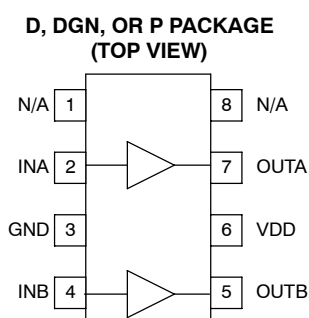 D, DGN, OR P PACKAGE
(TOP VIEW)
N/A 1 8 N/A
INA 2 7 OUTA
GND 3 6 VDD
INB 4 5 OUTB